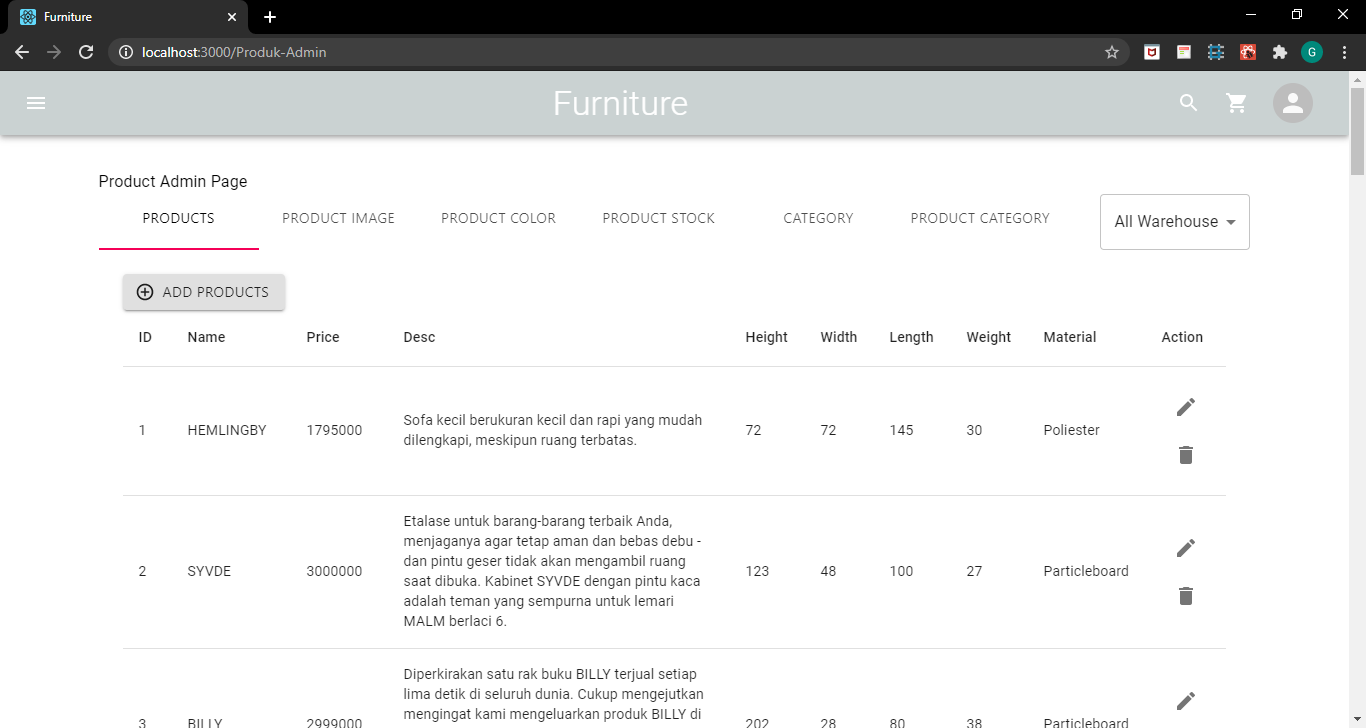 Furniture
localhost:3000/Produk-Admin
G
Furniture
Product Admin Page
PRODUCTS PRODUCT IMAGE PRODUCT COLOR PRODUCT STOCK CATEGORY PRODUCT CATEGORY All Warehouse
ADD PRODUCTS
ID Name Price Desc Height Width Length Weight Material Action
Sofa kecil berukuran kecil dan rapi yang mudah
1 HEMLINGBY 1795000 72 72 145 30 Poliester
dilengkapi, meskipun ruang terbatas.
Etalase untuk barang-barang terbaik Anda,
menjaganya agar tetap aman dan bebas debu -
dan pintu geser tidak akan mengambil ruang
2 SYVDE 3000000 saat dibuka. Kabinet SYVDE dengan pintu kaca 123 48 100 27 Particleboard
adalah teman yang sempurna untuk lemari
MALM berlaci 6.
Diperkirakan satu rak buku BILLY terjual setiap
lima detik di seluruh dunia. Cukup mengejutkan
mengingat kami mengeluarkan produk BILLY di
3 BILLY 2999000 202 28 80 38 Particleboard